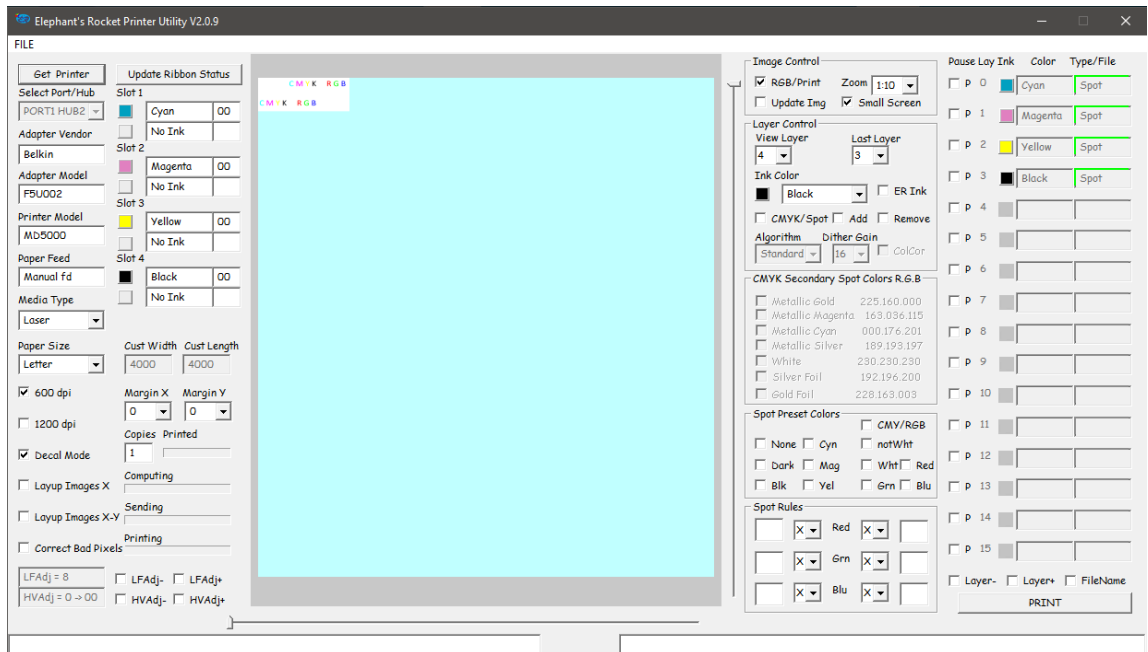 Elephant's Rocket Printer Utility V2.0.9
FILE
Get Printer
Update Ribbon Status
Select Port/Hub
PORT1 HUB2
Adapter Vendor
Belkin
Adapter Model
F5U002
Printer Model
MD5000
Paper Feed
Manual fd
Media Type
Laser
Paper Size
Letter
600 dpi
1200 dpi
Decal Mode
Layup Images X
Layup Images X-Y
Correct Bad Pixels
LFAdj = 8
HVAdj = 0 -> 00
Slot 1
Cyan 00
No Ink
Slot 2
Magenta 00
No Ink
Slot 3
Yellow 00
No Ink
Slot 4
Black 00
No Ink
Cust Width Cust Length
4000 4000
Margin X Margin Y
0 0
Copies Printed
1
Computing
Sending
Printing
LFAdj- LFAdj+
HVAdj- HVAdj+
C M Y K R G B
C M Y K R G B
Image Control
RGB/Print Zoom 1:10
Update Img Small Screen
Layer Control
View Layer Last Layer
4 3
Ink Color
Black ER Ink
CMYK/Spot Add Remove
Algorithm Dither Gain
Standard 16 ColCor
CMYK Secondary Spot Colors R.G.B
Metallic Gold 225.160.000
Metallic Magenta 163.036.115
Metallic Cyan 000.176.201
Metallic Silver 189.193.197
White 230.230.230
Silver Foil 192.196.200
Gold Foil 228.163.003
Spot Preset Colors
CMY/RGB
None Cyn notWht
Dark Mag Wht Red
Blk Yel Grn Blu
Spot Rules
X Red X
X Grn X
X Blu X
Pause Lay Ink Color Type/File
P 0 Cyan Spot
P 1 Magenta Spot
P 2 Yellow Spot
P 3 Black Spot
P 4
P 5
P 6
P 7
P 8
P 9
P 10
P 11
P 12
P 13
P 14
P 15
Layer- Layer+ FileName
PRINT